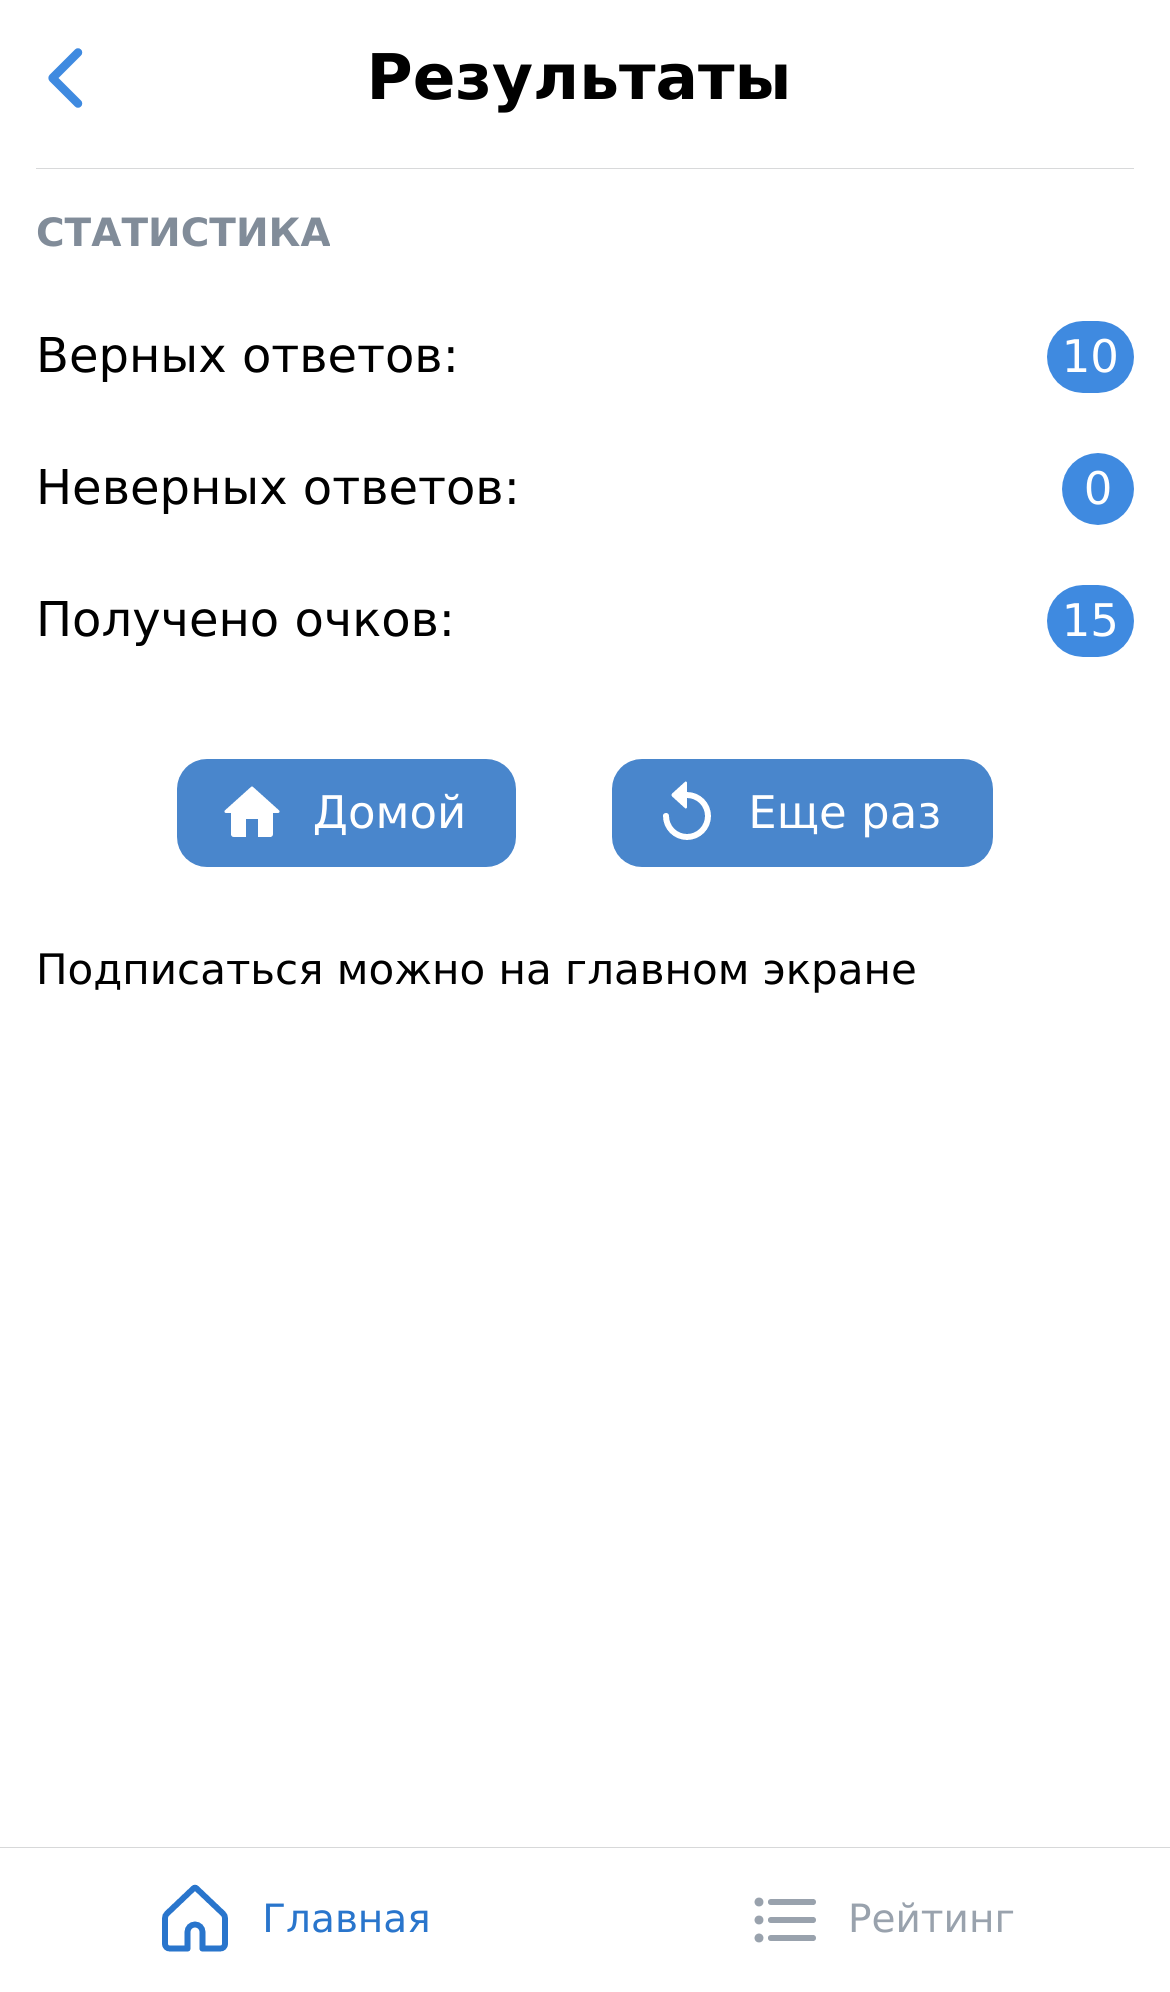 Результаты
СТАТИСТИКА
Верных ответов: 10
Неверных ответов: 0
Получено очков: 15
Домой Еще раз
Подписаться можно на главном экране
Главная Рейтинг